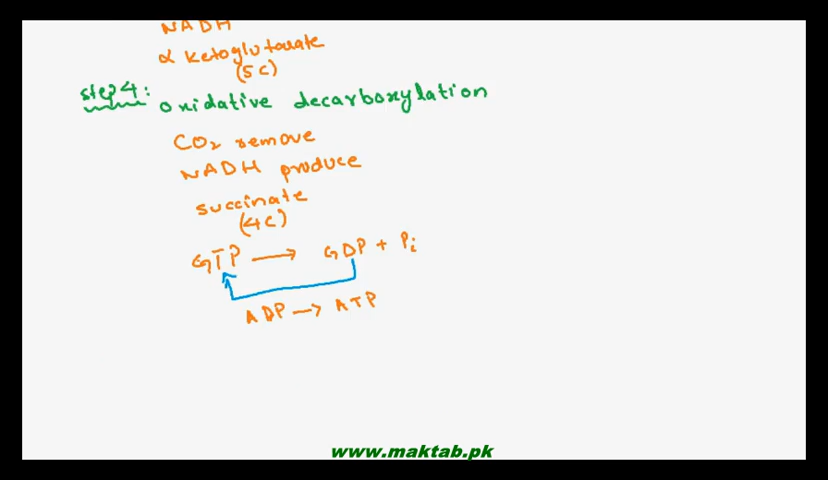 NADH
α ketoglutarate
(5C)
step 4: oxidative decarboxylation
CO₂ remove
NADH produce
succinate
(4C)
GTP → GDP + Pi
ADP → ATP
www.maktab.pk